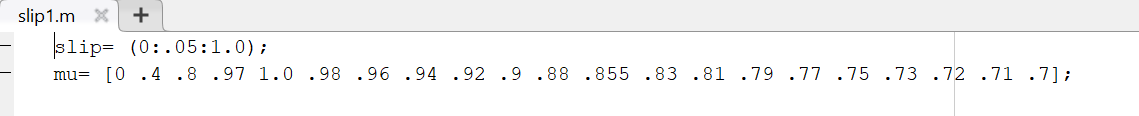 slip1.m
slip= (0:.05:1.0);
mu= [0 .4 .8 .97 1.0 .98 .96 .94 .92 .9 .88 .855 .83 .81 .79 .77 .75 .73 .72 .71 .7];